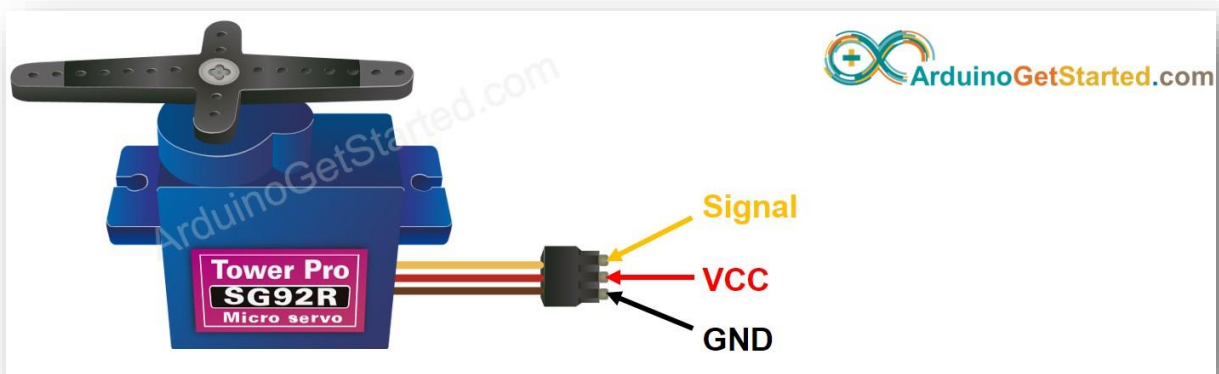 ArduinoGetStarted.com
ArduinoGetStarted.com
Signal
VCC
GND
Tower Pro
SG92R
Micro servo